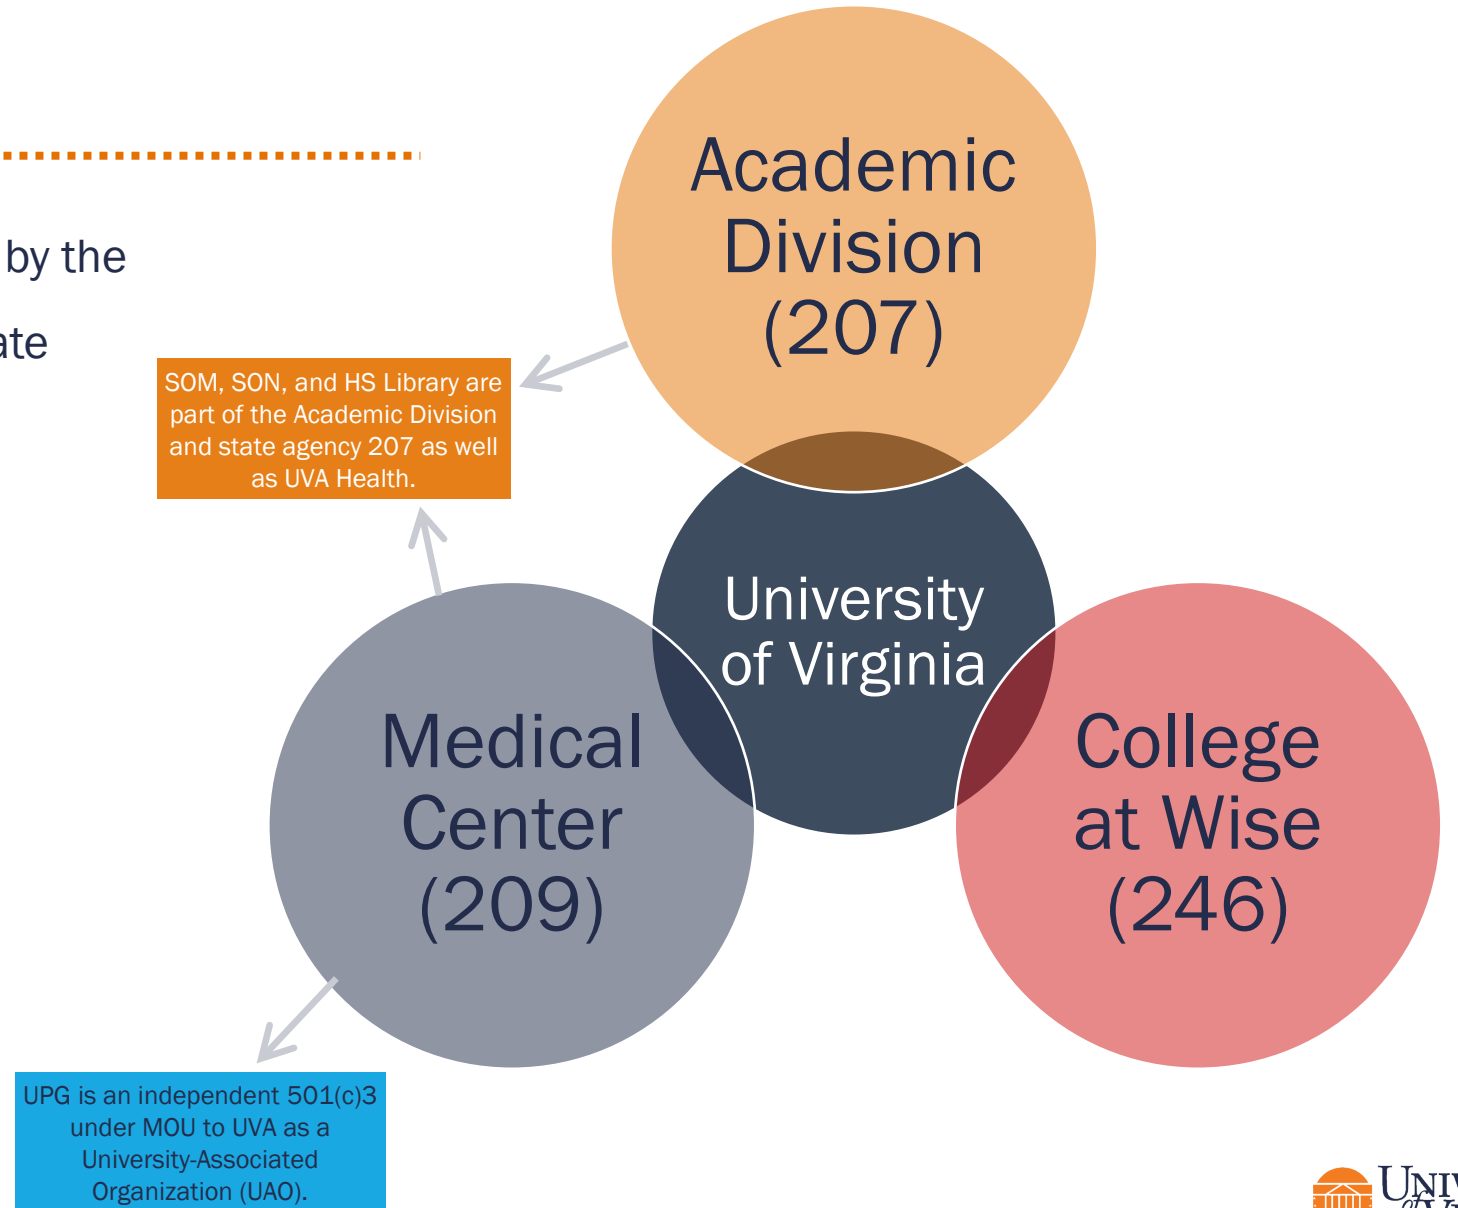 by the
Academic
Division
(207)
SOM, SON, and HS Library are
part of the Academic Division
and state agency 207 as well
as UVA Health.
University
of Virginia
Medical
Center
(209)
College
at Wise
(246)
UPG is an independent 501(c)3
under MOU to UVA as a
University-Associated
Organization (UAO).